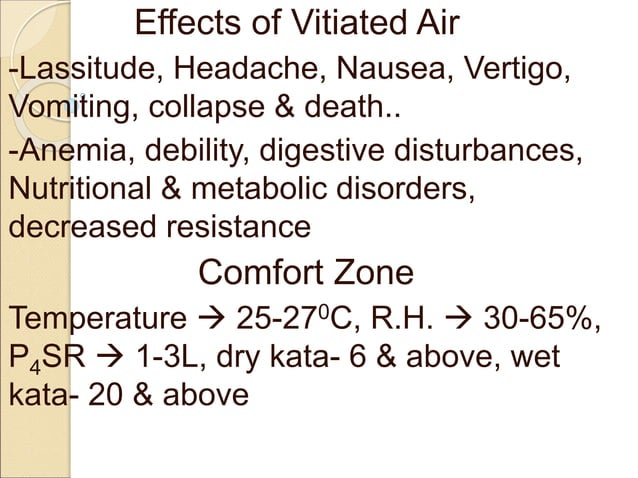 Effects of Vitiated Air
-Lassitude, Headache, Nausea, Vertigo,
Vomiting, collapse & death..
-Anemia, debility, digestive disturbances,
Nutritional & metabolic disorders,
decreased resistance
Comfort Zone
Temperature → 25-27⁰C, R.H. → 30-65%,
P₄SR → 1-3L, dry kata- 6 & above, wet
kata- 20 & above